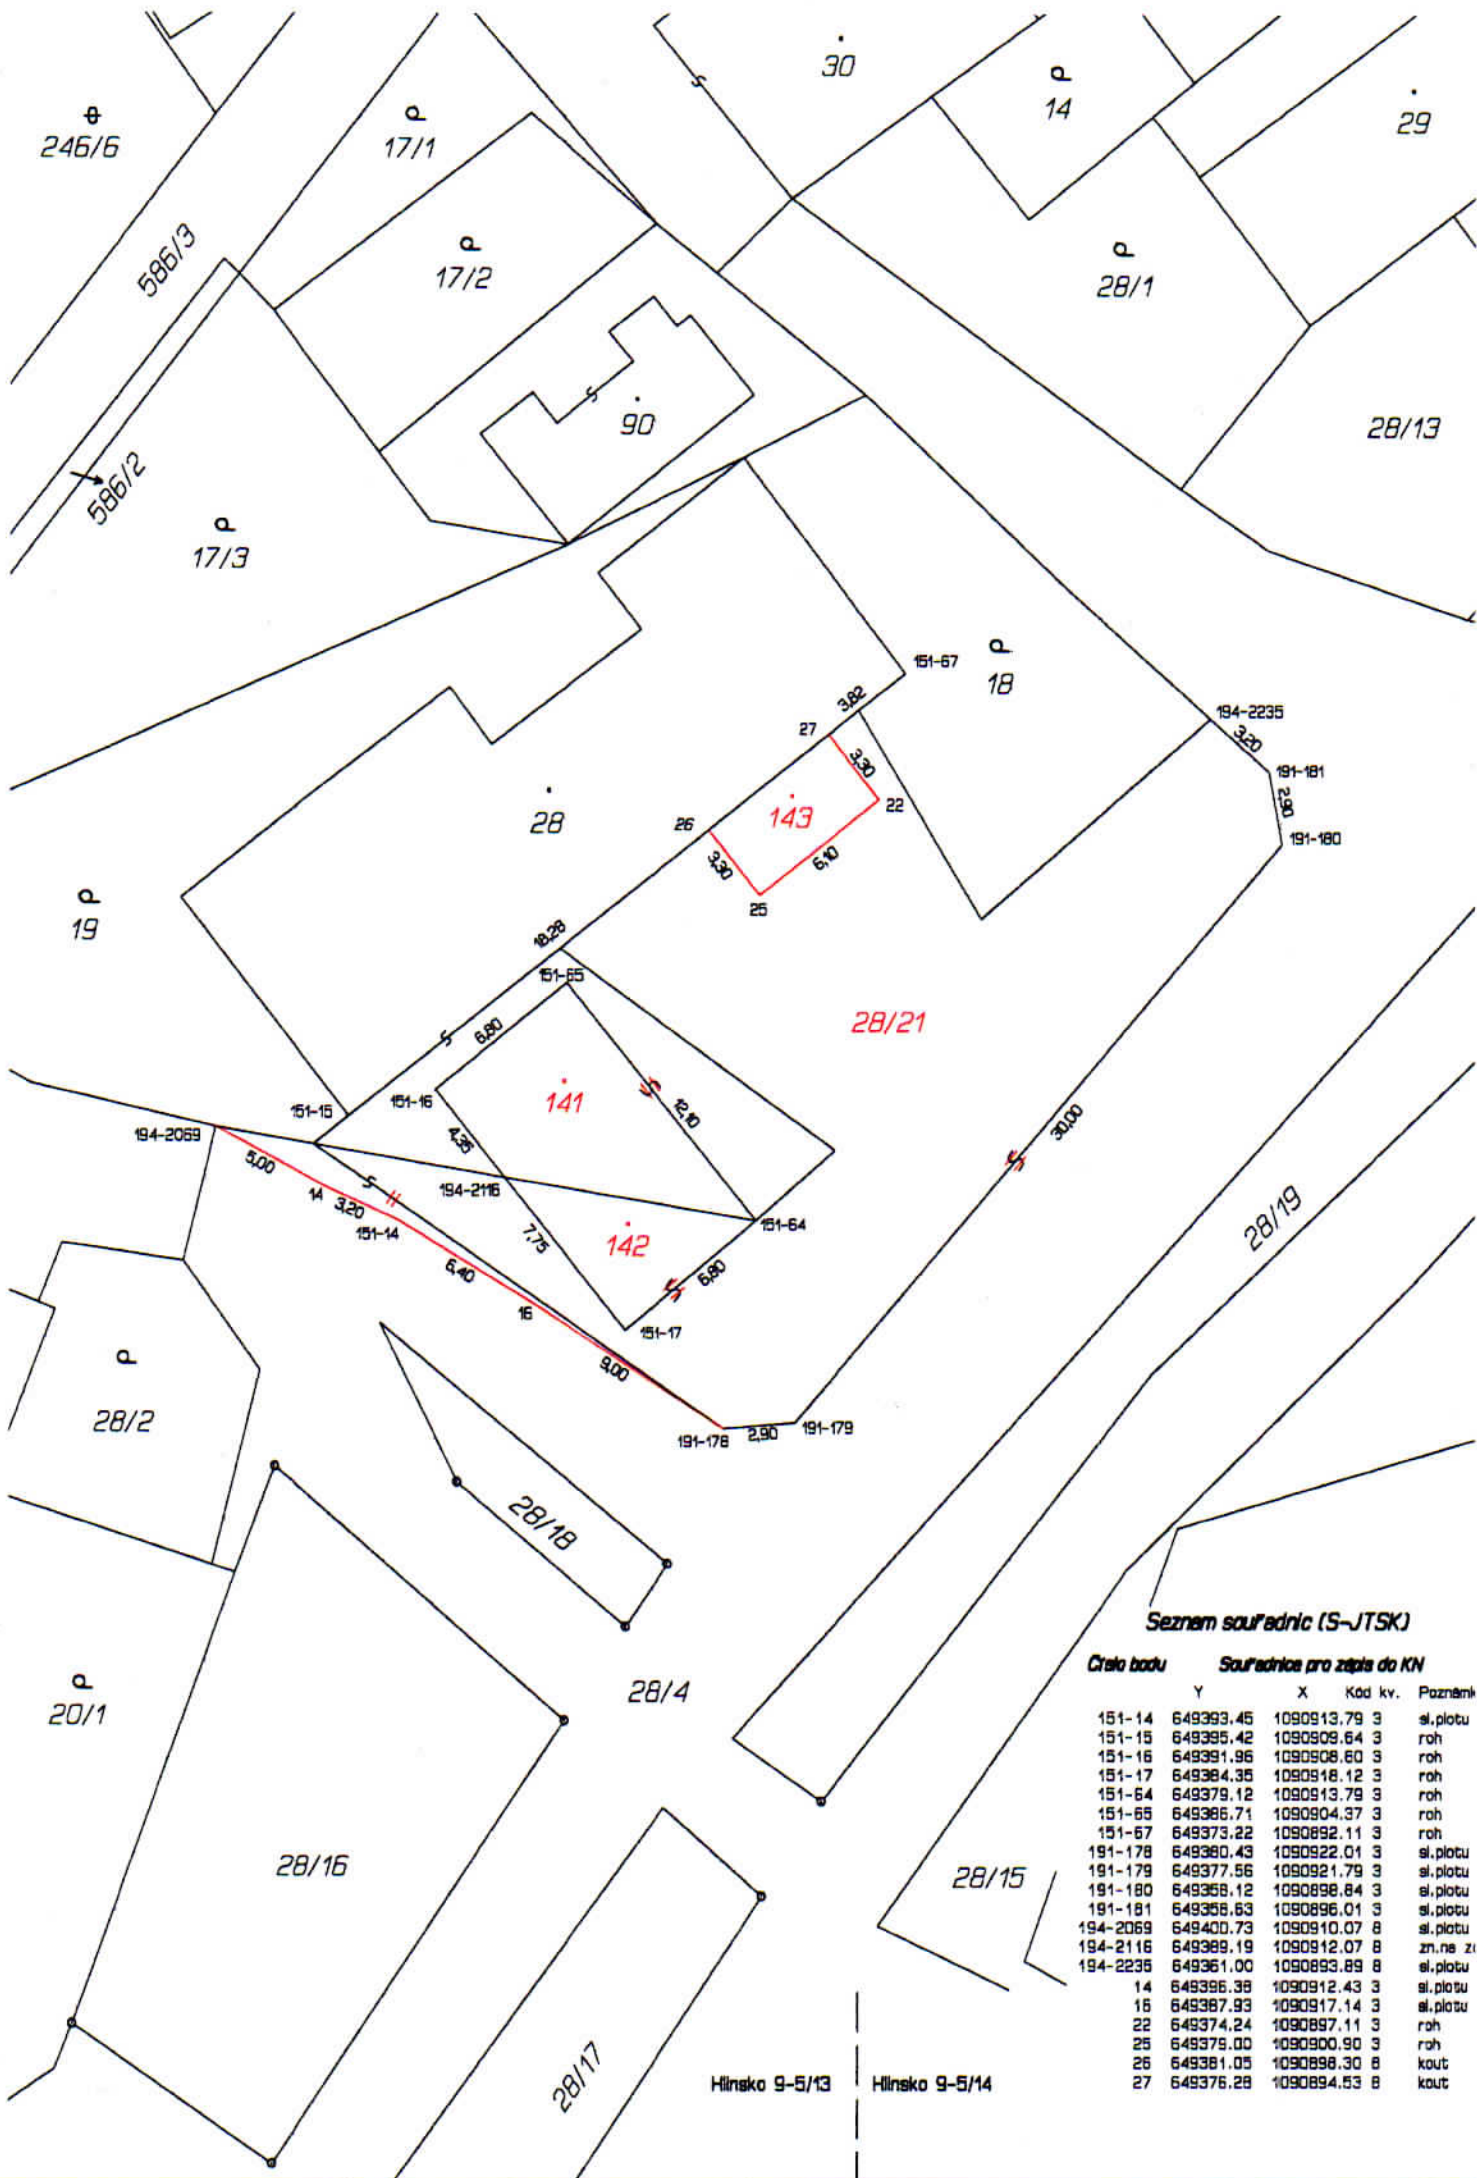 30
14
29
246/6
17/1
586/3
17/2
28/1
90
28/13
586/2
17/3
151-67
18
3,82
194-2235
27
3,20
3,30
191-181
22
2,90
143
26
28
191-180
3,30
6,10
25
19
18,28
151-65
6,80
28/21
141
151-16
12,10
151-15
30,00
194-2069
4,35
5,00
194-2116
14
3,20
28/19
151-14
151-64
142
7,75
6,40
6,80
16
151-17
9,00
28/2
191-178
2,90
191-179
28/18
Seznam souřadnic (S-JTSK)
Číslo bodu Souřadnice pro zápis do KN
Y X Kód kv. Poznámk
151-14 649393.45 1090913.79 3 sl.plotu
151-15 649395.42 1090909.64 3 roh
151-16 649391.96 1090908.60 3 roh
151-17 649384.35 1090918.12 3 roh
151-64 649379.12 1090913.79 3 roh
151-65 649386.71 1090904.37 3 roh
151-67 649373.22 1090892.11 3 roh
191-178 649380.43 1090922.01 3 sl.plotu
191-179 649377.56 1090921.79 3 sl.plotu
191-180 649358.12 1090898.84 3 sl.plotu
191-181 649358.63 1090896.01 3 sl.plotu
194-2069 649400.73 1090910.07 8 sl.plotu
194-2116 649389.19 1090912.07 8 zn.na
194-2235 649361.00 1090893.89 8 sl.plotu
14 649396.38 1090912.43 3 sl.plotu
16 649387.93 1090917.14 3 sl.plotu
22 649374.24 1090897.11 3 roh
25 649379.00 1090900.90 3 roh
26 649381.05 1090898.30 8 kout
27 649376.28 1090894.53 8 kout
20/1
28/4
28/16
28/15
28/17
Hlinsko 9-5/13
Hlinsko 9-5/14